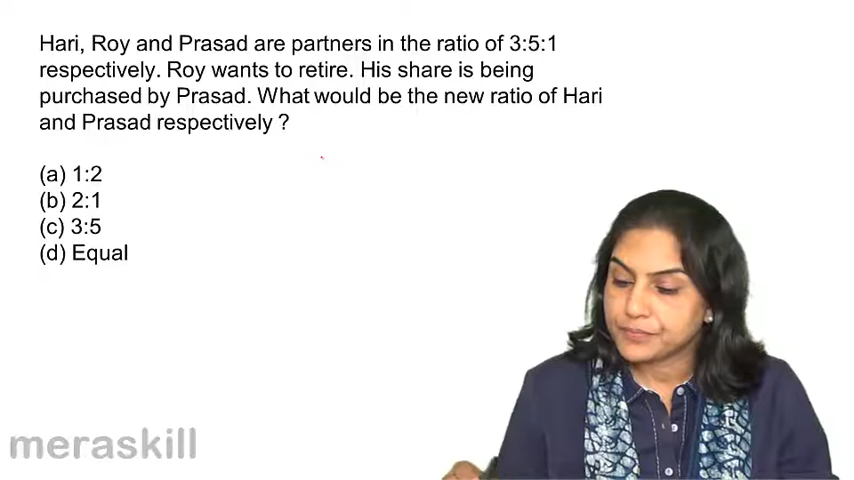 Hari, Roy and Prasad are partners in the ratio of 3:5:1
respectively. Roy wants to retire. His share is being
purchased by Prasad. What would be the new ratio of Hari
and Prasad respectively ?
(a) 1:2
(b) 2:1
(c) 3:5
(d) Equal
meraskill